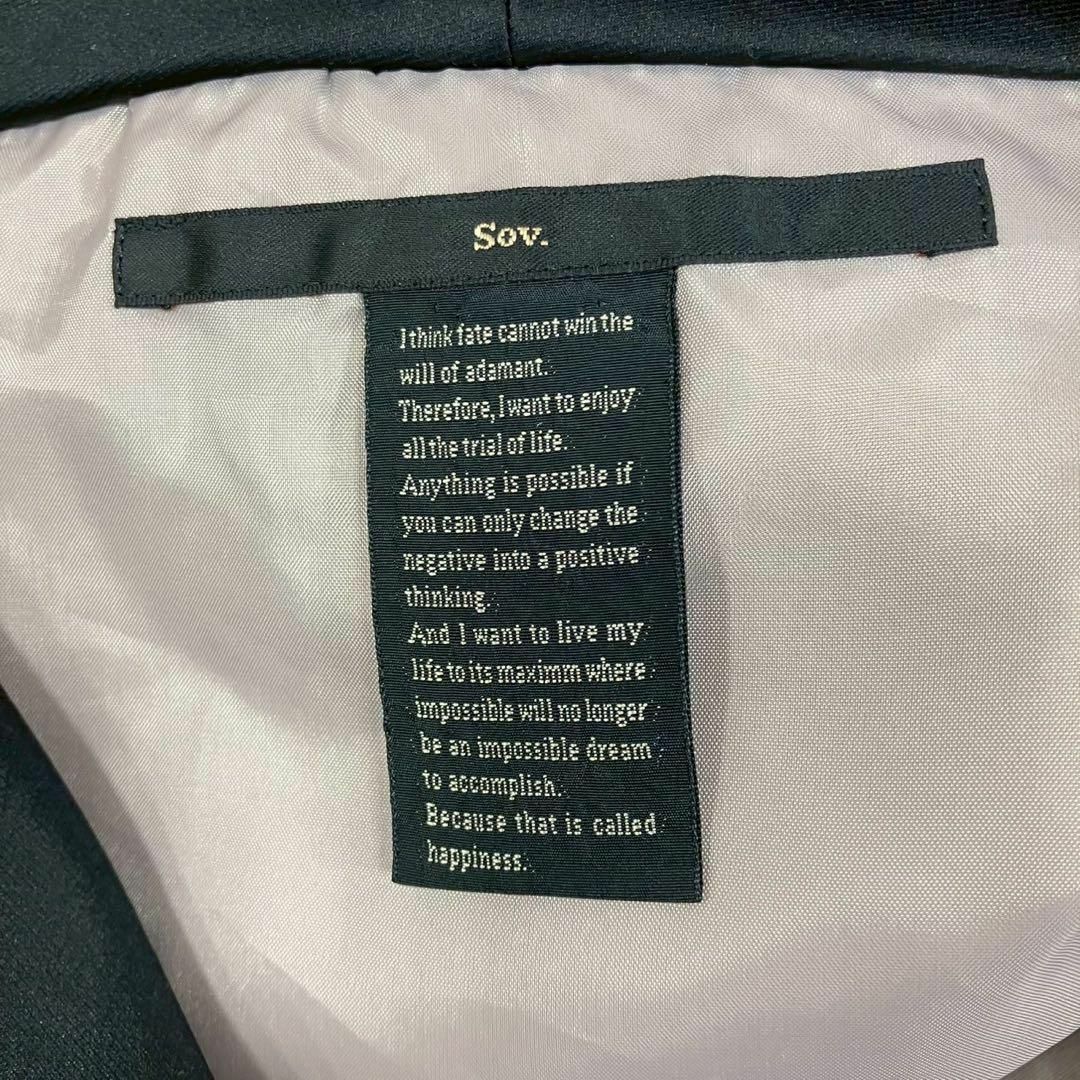 Sov.
I think fate cannot win the
will of adamant.
Therefore, I want to enjoy
all the trial of life.
Anything is possible if
you can only change the
negative into a positive
thinking.
And I want to live my
life to its maximm where
impossible will no longer
be an impossible dream
to accomplish.
Because that is called
happiness.